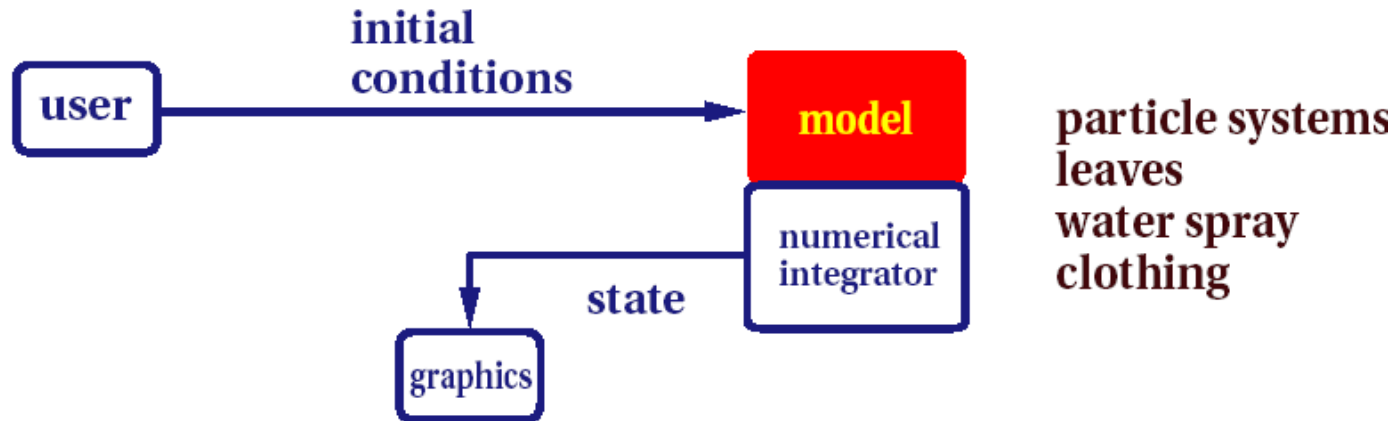 initial
conditions
user
model
particle systems
leaves
water spray
clothing
numerical
integrator
state
graphics